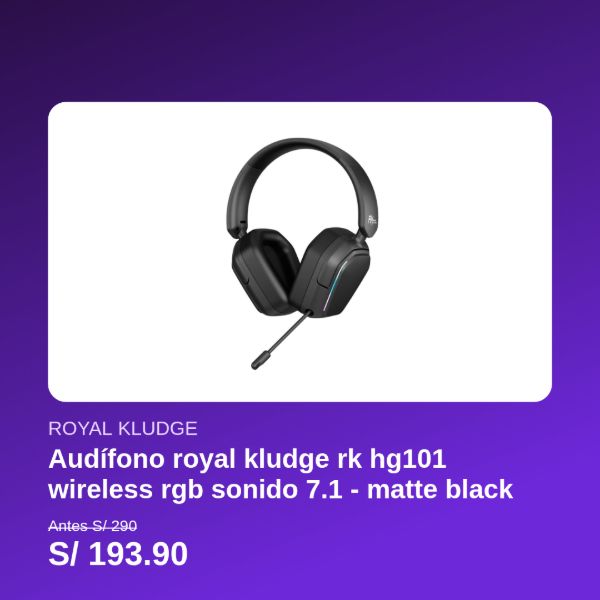 ROYAL KLUDGE
Audífono royal kludge rk hg101
wireless rgb sonido 7.1 - matte black
Antes S/ 290
S/ 193.90